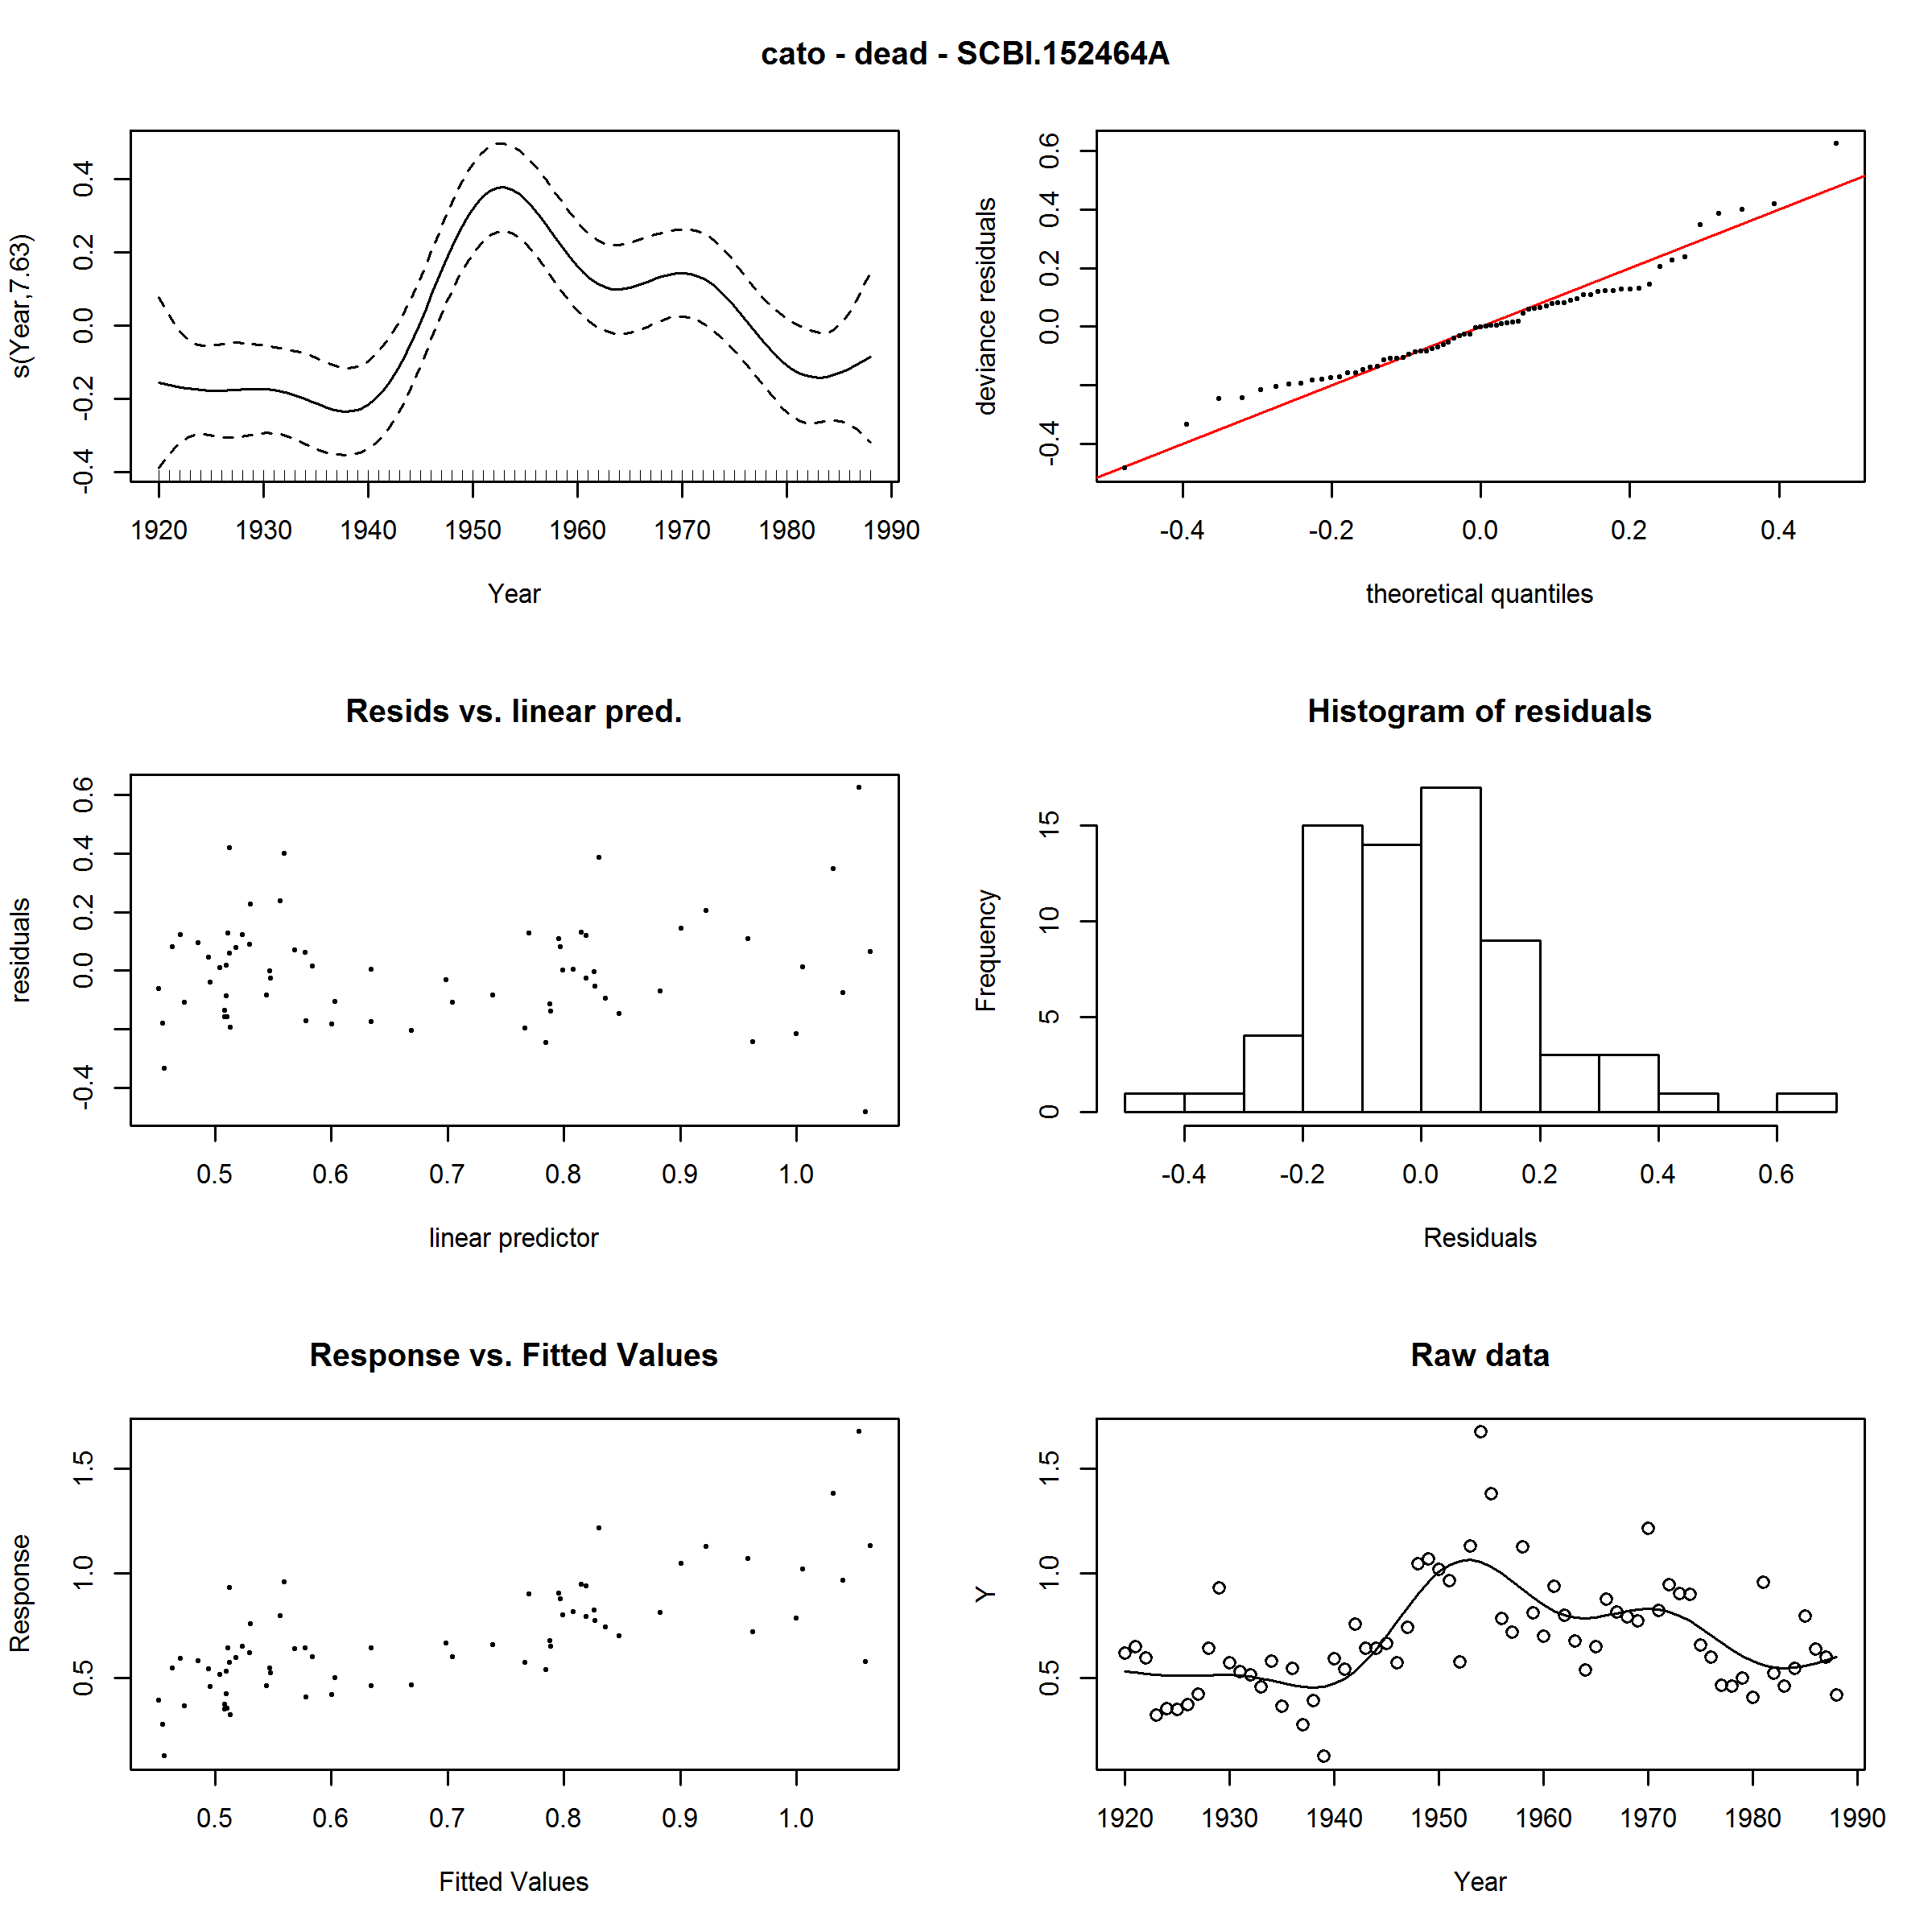 cato - dead - SCBI.152464A
s(Year,7.63)
-0.4 -0.2 0.0 0.2 0.4
1920 1930 1940 1950 1960 1970 1980 1990
Year
deviance residuals
-0.4 0.0 0.2 0.4 0.6
-0.4 -0.2 0.0 0.2 0.4
theoretical quantiles
Resids vs. linear pred.
residuals
-0.4 0.0 0.2 0.4 0.6
0.5 0.6 0.7 0.8 0.9 1.0
linear predictor
Histogram of residuals
Frequency
0 5 10 15
-0.4 -0.2 0.0 0.2 0.4 0.6
Residuals
Response vs. Fitted Values
Response
0.5 1.0 1.5
0.5 0.6 0.7 0.8 0.9 1.0
Fitted Values
Raw data
Y
0.5 1.0 1.5
1920 1930 1940 1950 1960 1970 1980 1990
Year